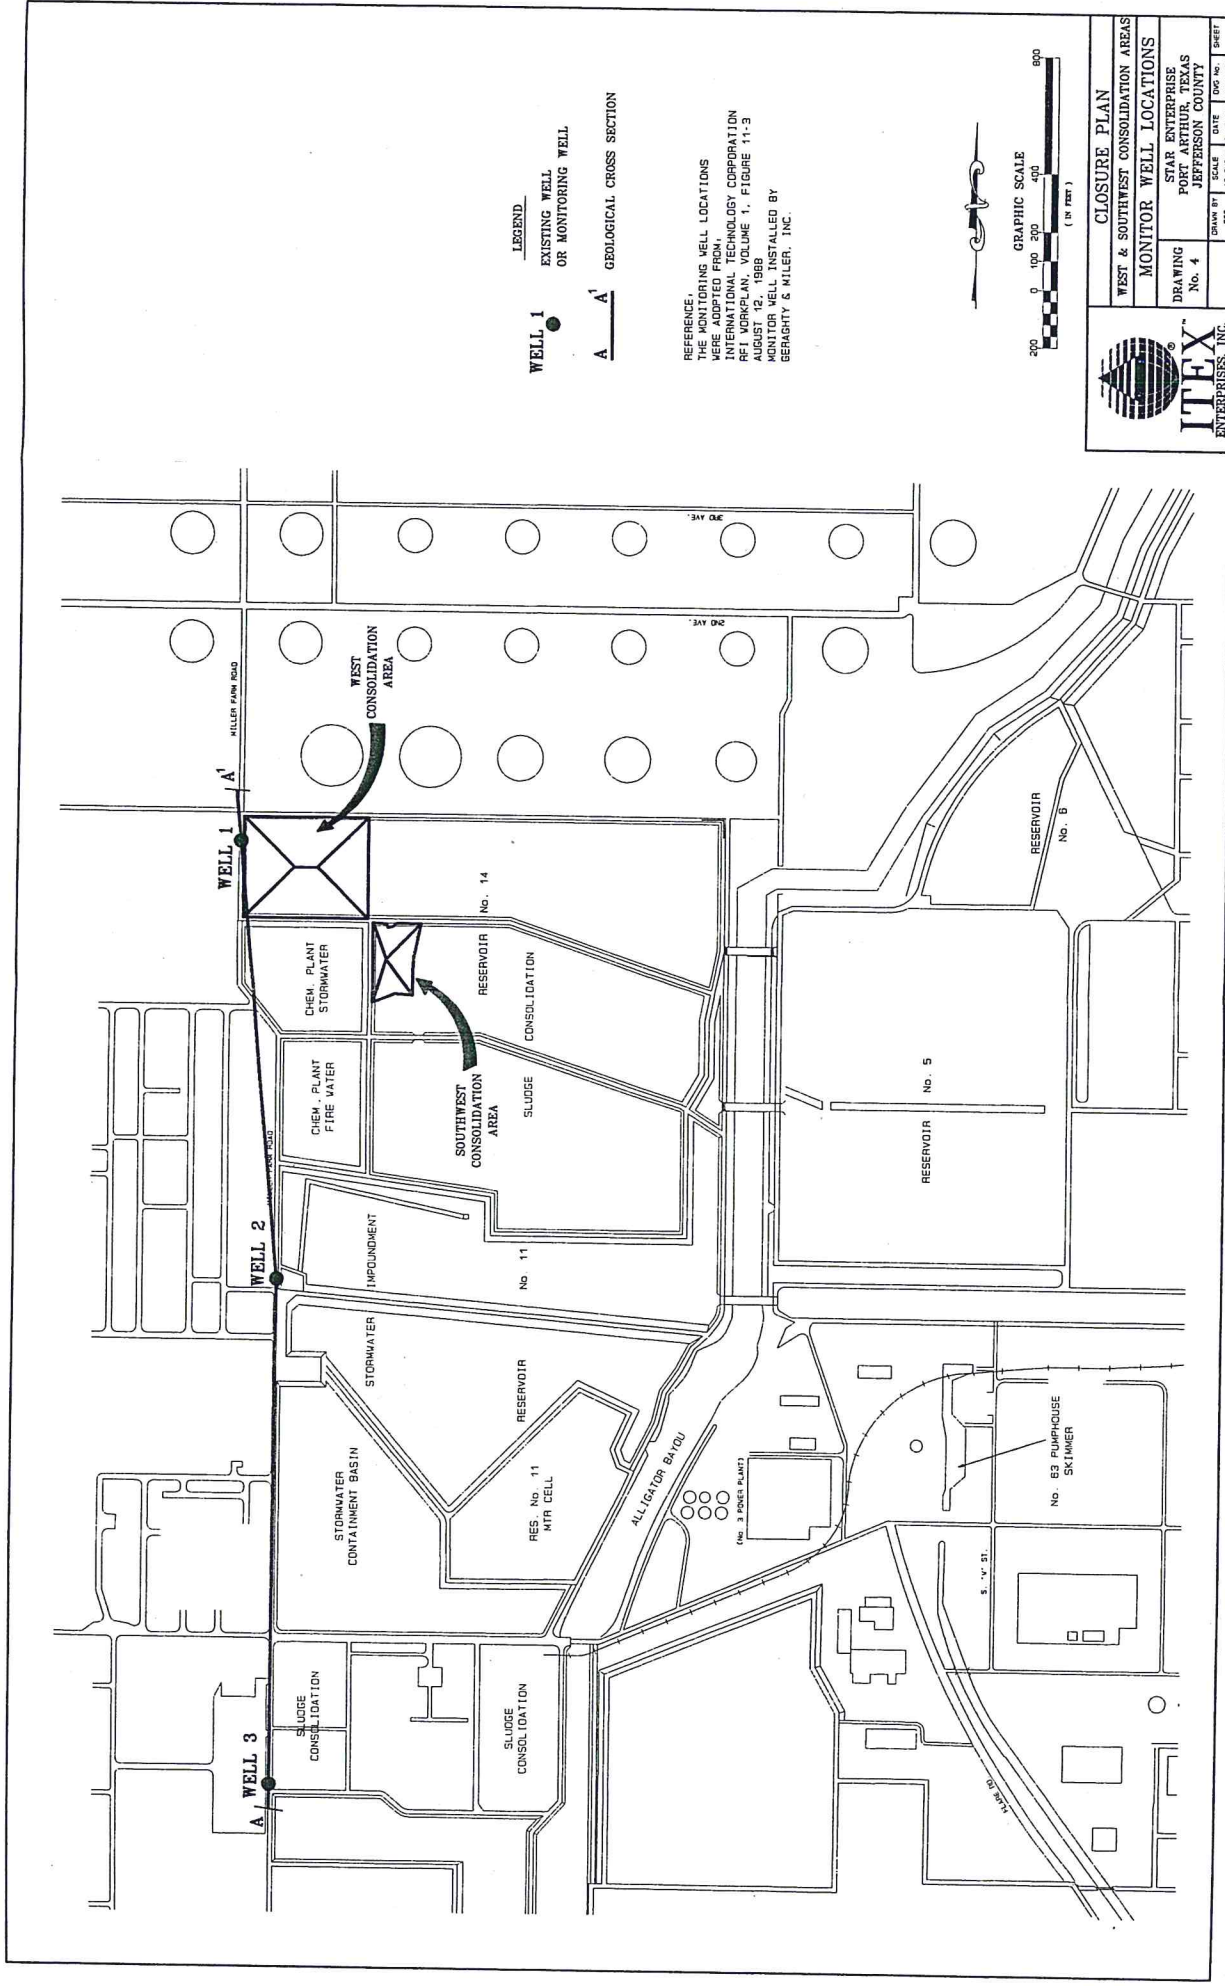 WELL 3
A
SLUDGE
CONSOLIDATION
SLUDGE
CONSOLIDATION
STORMWATER
CONTAINMENT BASIN
RES. No. 11
MTR CELL
ALLIGATOR BAYOU
(No. 3 POWER PLANT)
No. 63 PUMPHOUSE
SKIMMER
S. "V" ST.
FLARE RD
WELL 2
STORMWATER IMPOUNDMENT
RESERVOIR No. 11
MILLER FARM ROAD
CHEM. PLANT
FIRE WATER
CHEM. PLANT
STORMWATER
SOUTHWEST
CONSOLIDATION
AREA
SLUDGE CONSOLIDATION
RESERVOIR No. 14
RESERVOIR No. 5
RESERVOIR
No. 6
WELL 1
A¹
MILLER FARM ROAD
WEST
CONSOLIDATION
AREA
2ND AVE.
3RD AVE.
LEGEND
WELL 1
EXISTING WELL
OR MONITORING WELL
A A¹
GEOLOGICAL CROSS SECTION
REFERENCE:
THE MONITORING WELL LOCATIONS
WERE ADOPTED FROM:
INTERNATIONAL TECHNOLOGY CORPORATION
RFI WORKPLAN, VOLUME 1, FIGURE 11-3
AUGUST 12, 1988
MONITOR WELL INSTALLED BY
GERAGHTY & MILER, INC.
GRAPHIC SCALE
200 0 100 200 400 800
( IN FEET )
ITEX™
®
ENTERPRISES, INC.
CLOSURE PLAN
WEST & SOUTHWEST CONSOLIDATION AREAS
MONITOR WELL LOCATIONS
DRAWING
No. 4
STAR ENTERPRISE
PORT ARTHUR, TEXAS
JEFFERSON COUNTY
DRAWN BY SCALE DATE DWG No. SHEET